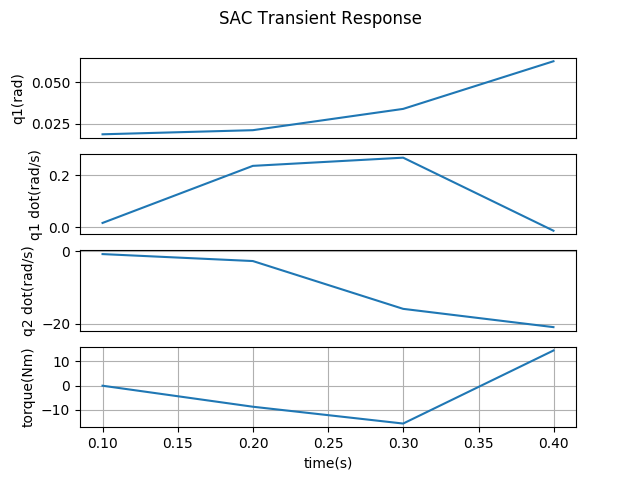 SAC Transient Response
0.050
0.025
q1(rad)
0.2
0.0
q1 dot(rad/s)
0
−20
q2 dot(rad/s)
10
0
−10
torque(Nm)
0.10 0.15 0.20 0.25 0.30 0.35 0.40
time(s)